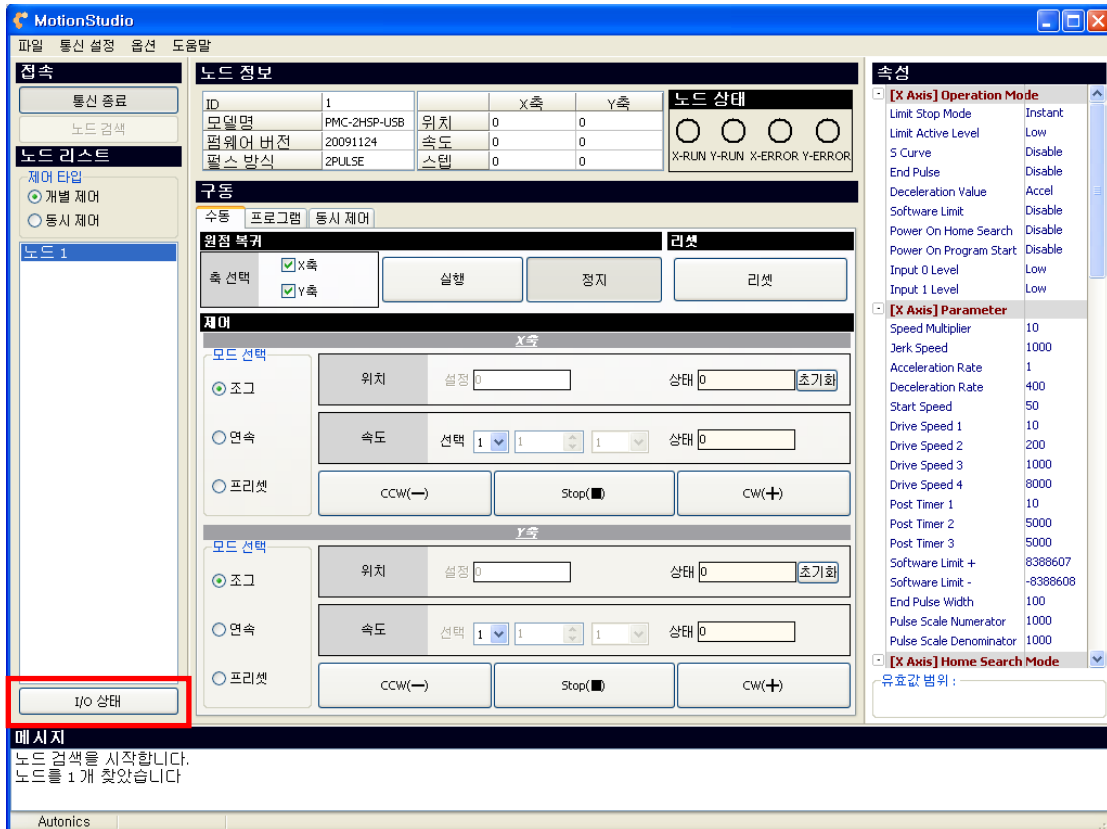 MotionStudio
파일 통신 설정 옵션 도움말
접속
통신 종료
노드 검색
노드 리스트
제어 타입
개별 제어
동시 제어
노드 1
I/O 상태
노드 정보
ID 1 X축 Y축
모델명 PMC-2HSP-USB 위치 0 0
펌웨어 버전 20091124 속도 0 0
펄스 방식 2PULSE 스텝 0 0
노드 상태
X-RUN Y-RUN X-ERROR Y-ERROR
구동
수동 프로그램 동시 제어
원점 복귀 리셋
축 선택 X축 Y축 실행 정지 리셋
제어
X축
모드 선택
조그 위치 설정 0 상태 0 초기화
연속 속도 선택 1 1 1 상태 0
프리셋 CCW(━) Stop(■) CW(╋)
Y축
모드 선택
조그 위치 설정 0 상태 0 초기화
연속 속도 선택 1 1 1 상태 0
프리셋 CCW(━) Stop(■) CW(╋)
속성
[X Axis] Operation Mode
Limit Stop Mode Instant
Limit Active Level Low
S Curve Disable
End Pulse Disable
Deceleration Value Accel
Software Limit Disable
Power On Home Search Disable
Power On Program Start Disable
Input 0 Level Low
Input 1 Level Low
[X Axis] Parameter
Speed Multiplier 10
Jerk Speed 1000
Acceleration Rate 1
Deceleration Rate 400
Start Speed 50
Drive Speed 1 10
Drive Speed 2 200
Drive Speed 3 1000
Drive Speed 4 8000
Post Timer 1 10
Post Timer 2 5000
Post Timer 3 5000
Software Limit + 8388607
Software Limit - -8388608
End Pulse Width 100
Pulse Scale Numerator 1000
Pulse Scale Denominator 1000
[X Axis] Home Search Mode
유효값 범위 :
메시지
노드 검색을 시작합니다.
노드를 1 개 찾았습니다
Autonics